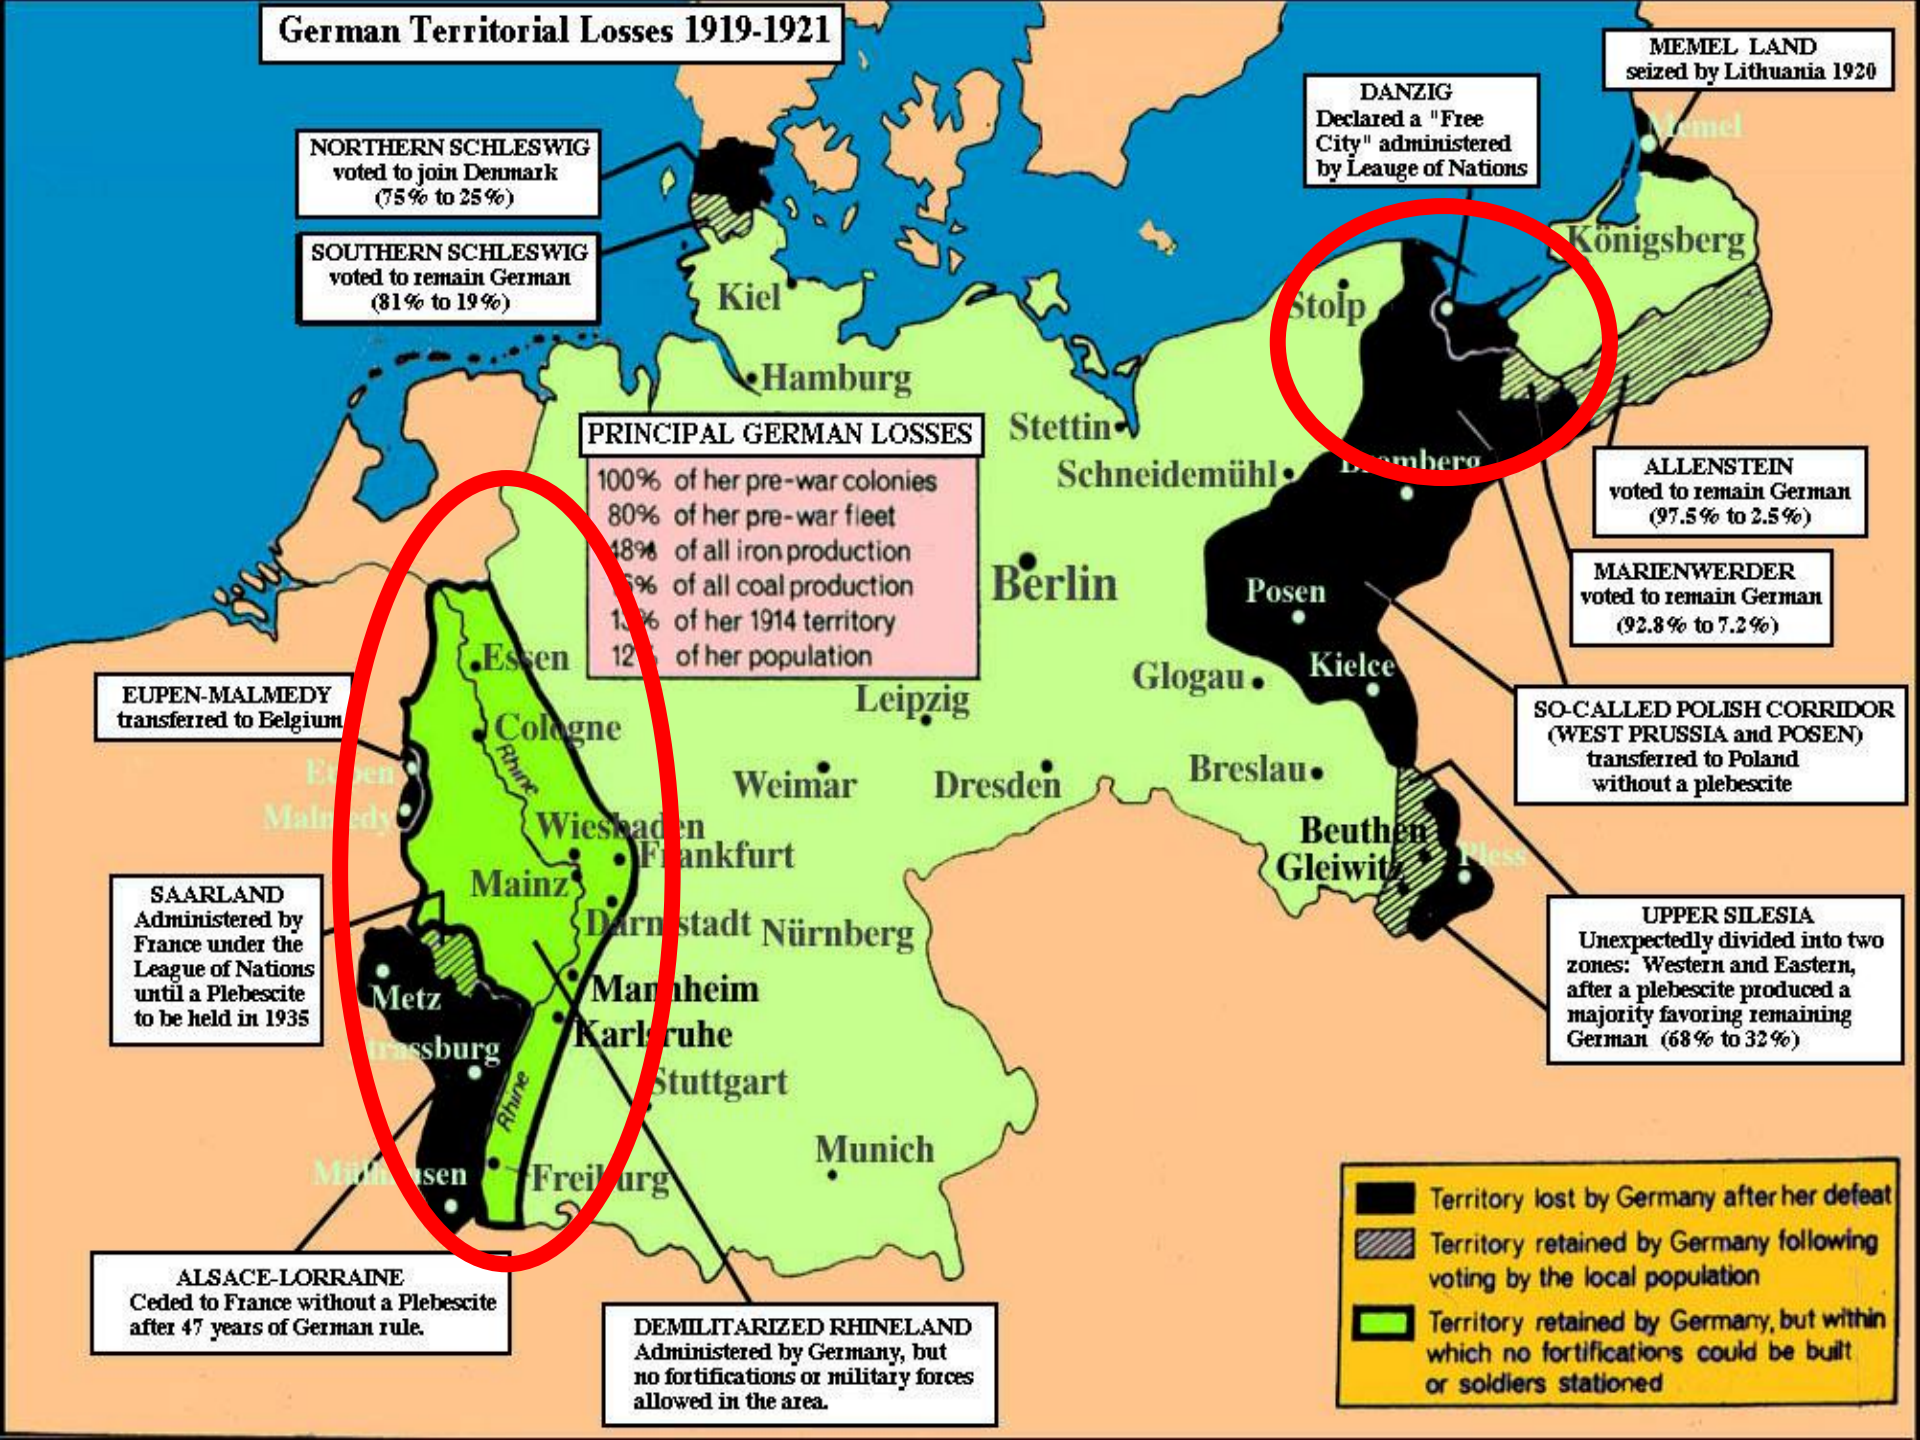 German Territorial Losses 1919-1921
MEMEL LAND
seized by Lithuania 1920
DANZIG
Declared a "Free
City" administered
by Leauge of Nations
Memel
NORTHERN SCHLESWIG
voted to join Denmark
(75% to 25%)
SOUTHERN SCHLESWIG
voted to remain German
(81% to 19%)
Königsberg
Kiel
Stolp
Hamburg
PRINCIPAL GERMAN LOSSES
100% of her pre-war colonies
80% of her pre-war fleet
48% of all iron production
% of all coal production
% of her 1914 territory
12% of her population
Stettin
Schneidemühl
Bromberg
ALLENSTEIN
voted to remain German
(97.5% to 2.5%)
MARIENWERDER
voted to remain German
(92.8% to 7.2%)
Berlin
Posen
Essen
Kielce
Glogau
Leipzig
EUPEN-MALMEDY
transferred to Belgium
SO-CALLED POLISH CORRIDOR
(WEST PRUSSIA and POSEN)
transferred to Poland
without a plebescite
Cologne
Rhine
Eupen
Malmedy
Weimar
Dresden
Breslau
Wiesbaden
Frankfurt
Mainz
Darmstadt
Nürnberg
Beuthen
Gleiwitz
Pless
SAARLAND
Administered by
France under the
League of Nations
until a Plebescite
to be held in 1935
UPPER SILESIA
Unexpectedly divided into two
zones: Western and Eastern,
after a plebescite produced a
majority favoring remaining
German (68% to 32%)
Metz
Mannheim
Karlsruhe
Strassburg
Stuttgart
Rhine
Munich
Mülhausen
Freiburg
ALSACE-LORRAINE
Ceded to France without a Plebescite
after 47 years of German rule.
DEMILITARIZED RHINELAND
Administered by Germany, but
no fortifications or military forces
allowed in the area.
Territory lost by Germany after her defeat
Territory retained by Germany following
voting by the local population
Territory retained by Germany, but within
which no fortifications could be built
or soldiers stationed